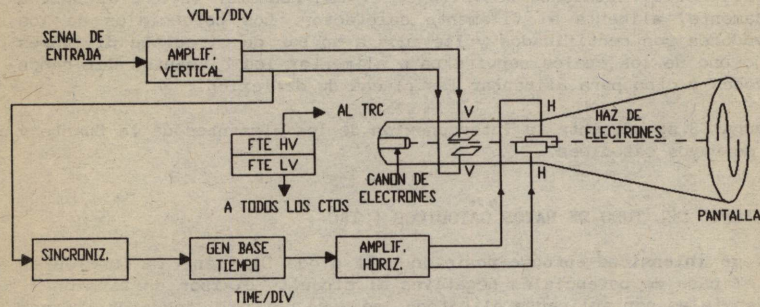 VOLT/DIV
SENAL DE
ENTRADA
AMPLIF.
VERTICAL
AL TRC
FTE HV
FTE LV
A TODOS LOS CTOS
CANON DE
ELECTRONES
V
V
H
H
HAZ DE
ELECTRONES
PANTALLA
SINCRONIZ.
GEN BASE
TIEMPO
AMPLIF.
HORIZ.
TIME/DIV